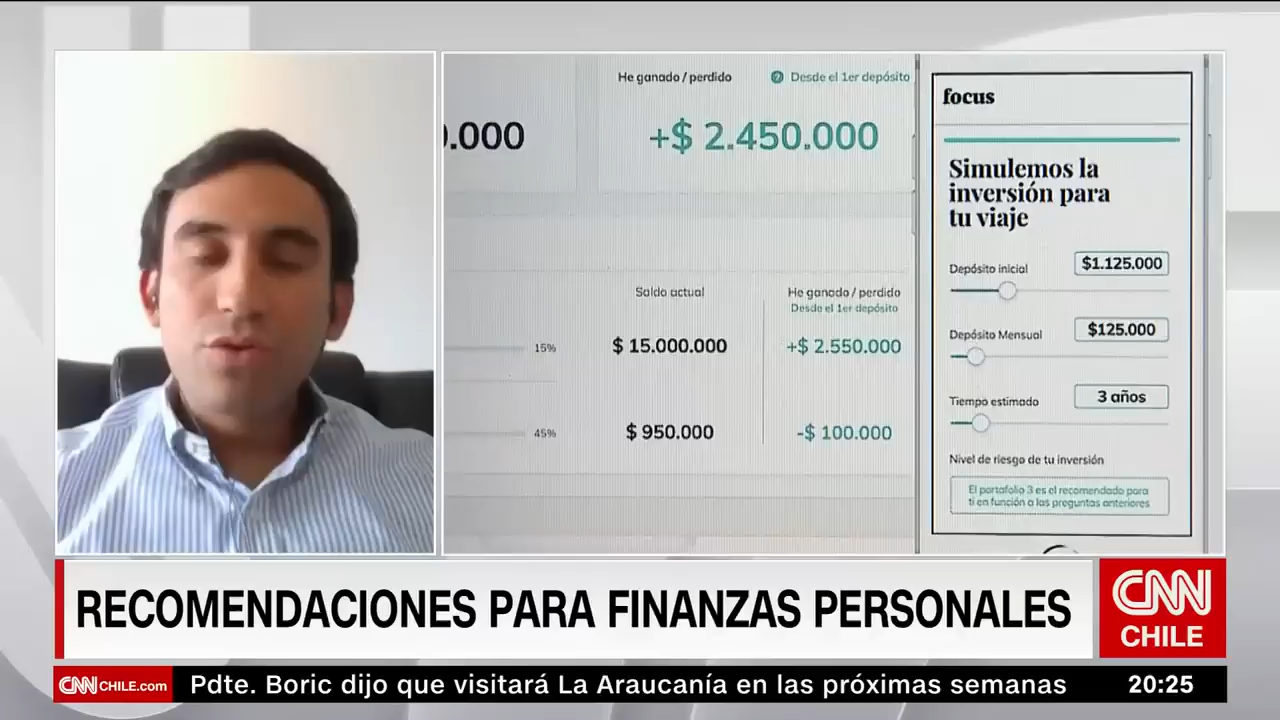 He ganado / perdido
Desde el 1er depósito
0.000
+$ 2.450.000
Saldo actual
He ganado / perdido
Desde el 1er depósito
15%
$ 15.000.000
+$ 2.550.000
45%
$ 950.000
-$ 100.000
focus
Simulemos la
inversión para
tu viaje
Depósito inicial
$1.125.000
Depósito Mensual
$125.000
Tiempo estimado
3 años
Nivel de riesgo de tu inversión
El portafolio 3 es el recomendado para
ti en función a las preguntas anteriores
RECOMENDACIONES PARA FINANZAS PERSONALES
CNN
CHILE
CNNCHILE.com
Pdte. Boric dijo que visitará La Araucanía en las próximas semanas
20:25